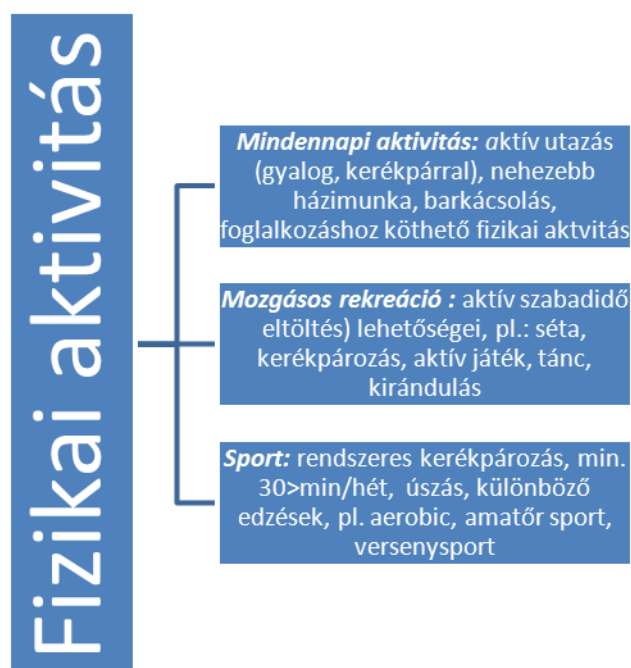 Fizikai aktivitás
Mindennapi aktivitás: aktív utazás
(gyalog, kerékpárral), nehezebb
házimunka, barkácsolás,
foglalkozáshoz köthető fizikai aktvitás
Mozgásos rekreáció : aktív szabadidő
eltöltés) lehetőségei, pl.: séta,
kerékpározás, aktív játék, tánc,
kirándulás
Sport: rendszeres kerékpározás, min.
30>min/hét, úszás, különböző
edzések, pl. aerobic, amatőr sport,
versenysport